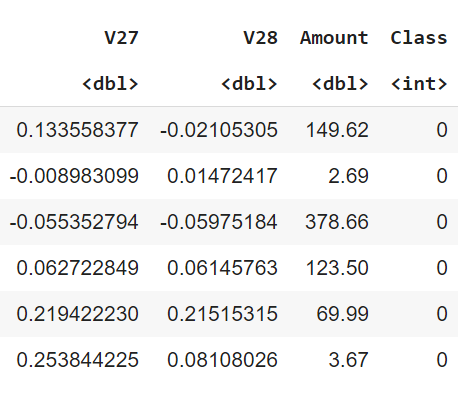 V27 V28 Amount Class
<dbl> <dbl> <dbl> <int>
0.133558377 -0.02105305 149.62 0
-0.008983099 0.01472417 2.69 0
-0.055352794 -0.05975184 378.66 0
0.062722849 0.06145763 123.50 0
0.219422230 0.21515315 69.99 0
0.253844225 0.08108026 3.67 0